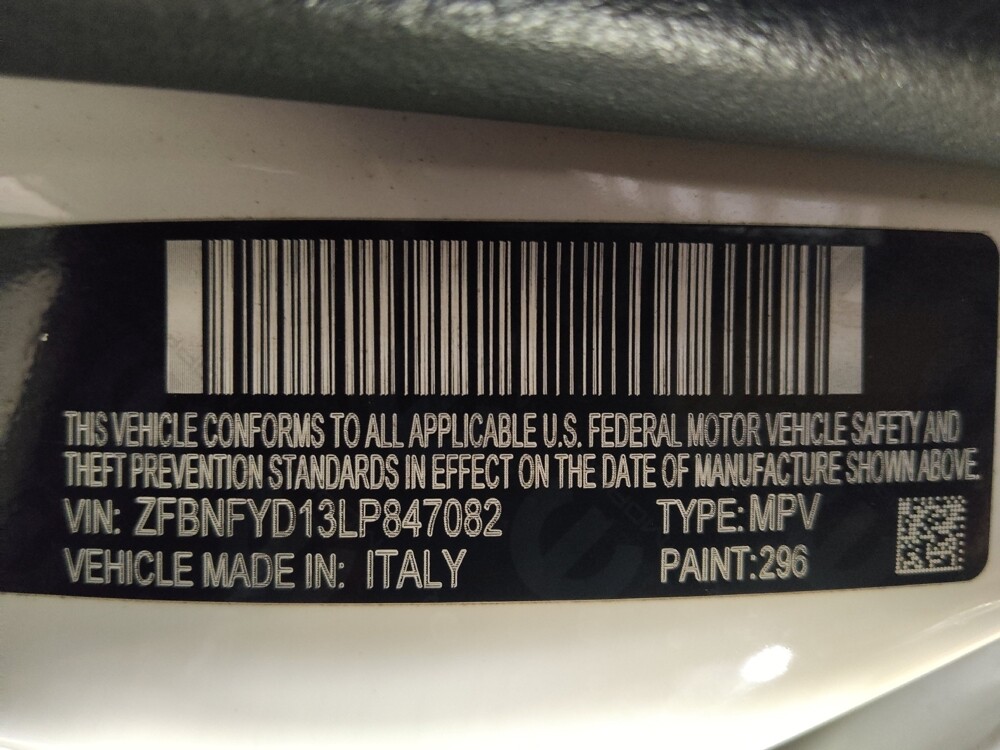 THIS VEHICLE CONFORMS TO ALL APPLICABLE U.S. FEDERAL MOTOR VEHICLE SAFETY AND
THEFT PREVENTION STANDARDS IN EFFECT ON THE DATE OF MANUFACTURE SHOWN ABOVE.
VIN: ZFBNFYD13LP847082 TYPE: MPV
VEHICLE MADE IN: ITALY PAINT: 296